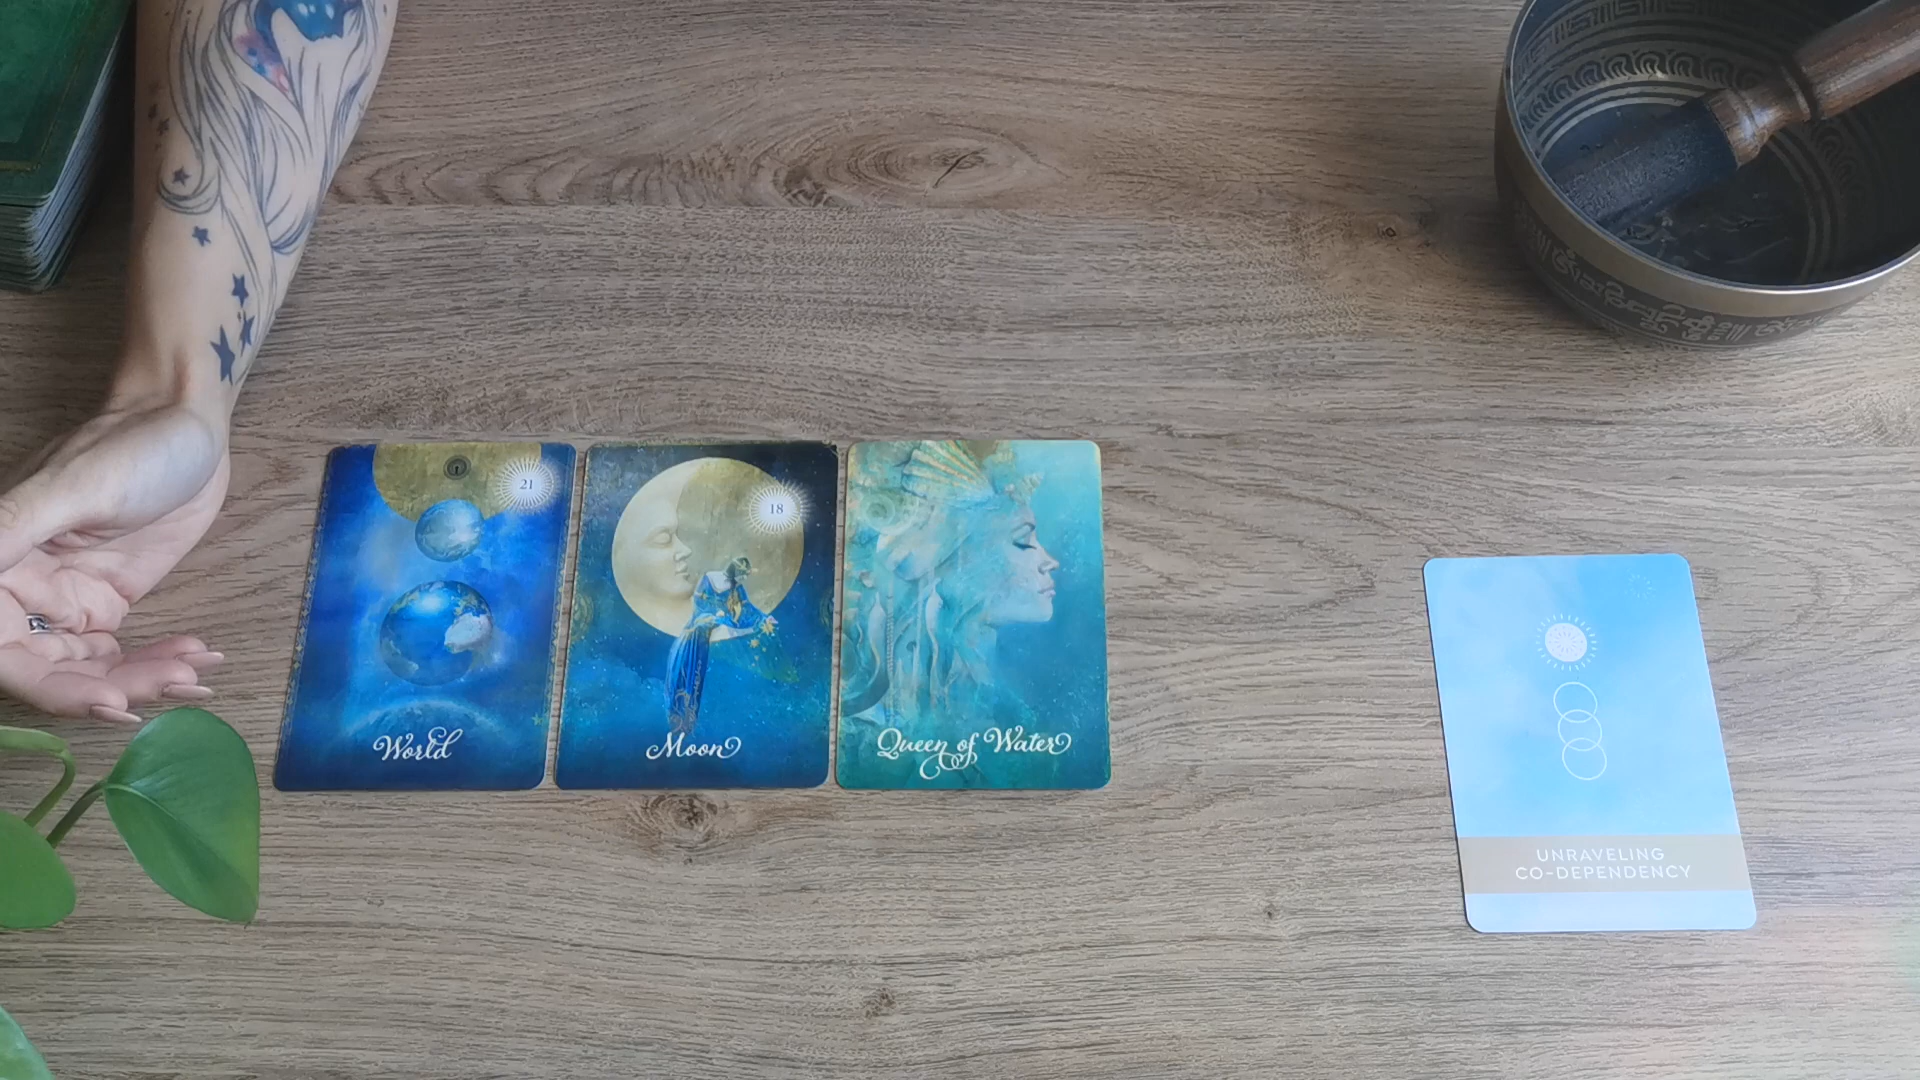 21
World
18
Moon
Queen of Water
UNRAVELING
CO-DEPENDENCY